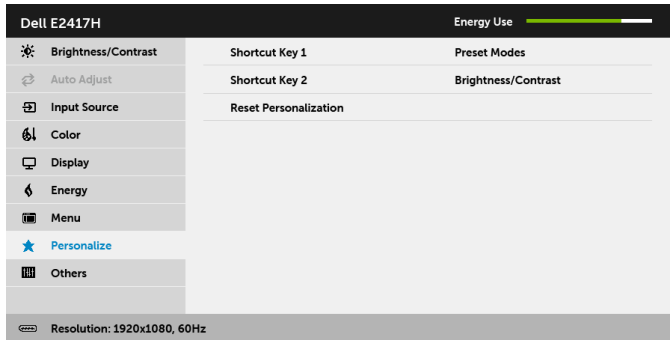 Dell E2417H
Energy Use
Brightness/Contrast
Shortcut Key 1
Preset Modes
Auto Adjust
Shortcut Key 2
Brightness/Contrast
Input Source
Reset Personalization
Color
Display
Energy
Menu
Personalize
Others
Resolution: 1920x1080, 60Hz